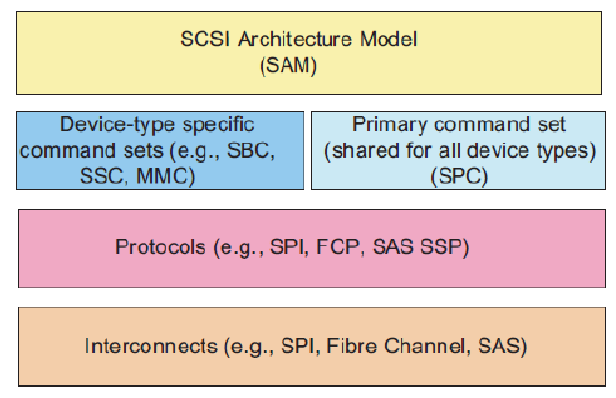 SCSI Architecture Model
(SAM)
Device-type specific
command sets (e.g., SBC,
SSC, MMC)
Primary command set
(shared for all device types)
(SPC)
Protocols (e.g., SPI, FCP, SAS SSP)
Interconnects (e.g., SPI, Fibre Channel, SAS)